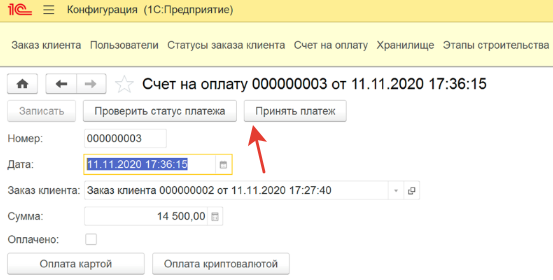 1С Конфигурация (1С:Предприятие)
Заказ клиента Пользователи Статусы заказа клиента Счет на оплату Хранилище Этапы строительства
Счет на оплату 000000003 от 11.11.2020 17:36:15
Записать Проверить статус платежа Принять платеж
Номер: 000000003
Дата: 11.11.2020 17:36:15
Заказ клиента: Заказ клиента 000000002 от 11.11.2020 17:27:40
Сумма: 14 500,00
Оплачено:
Оплата картой Оплата криптовалютой